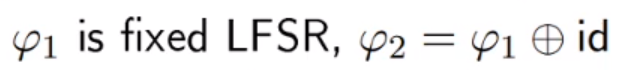 φ₁ is fixed LFSR, φ₂ = φ₁ ⊕ id